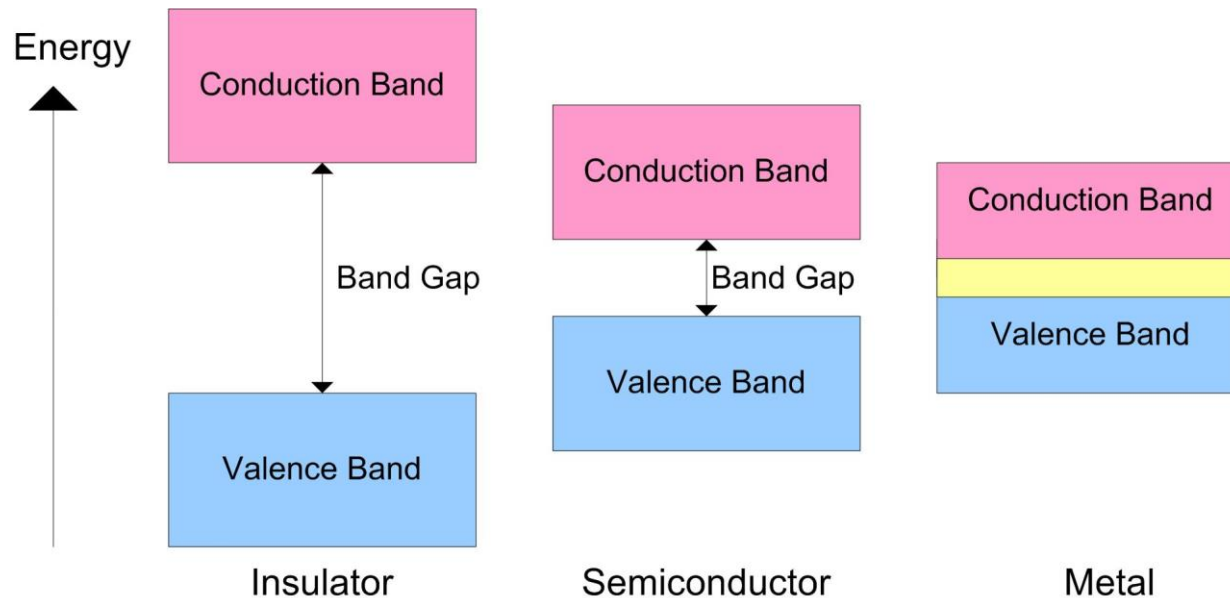 Energy
Conduction Band
Band Gap
Valence Band
Insulator
Conduction Band
Band Gap
Valence Band
Semiconductor
Conduction Band
Valence Band
Metal